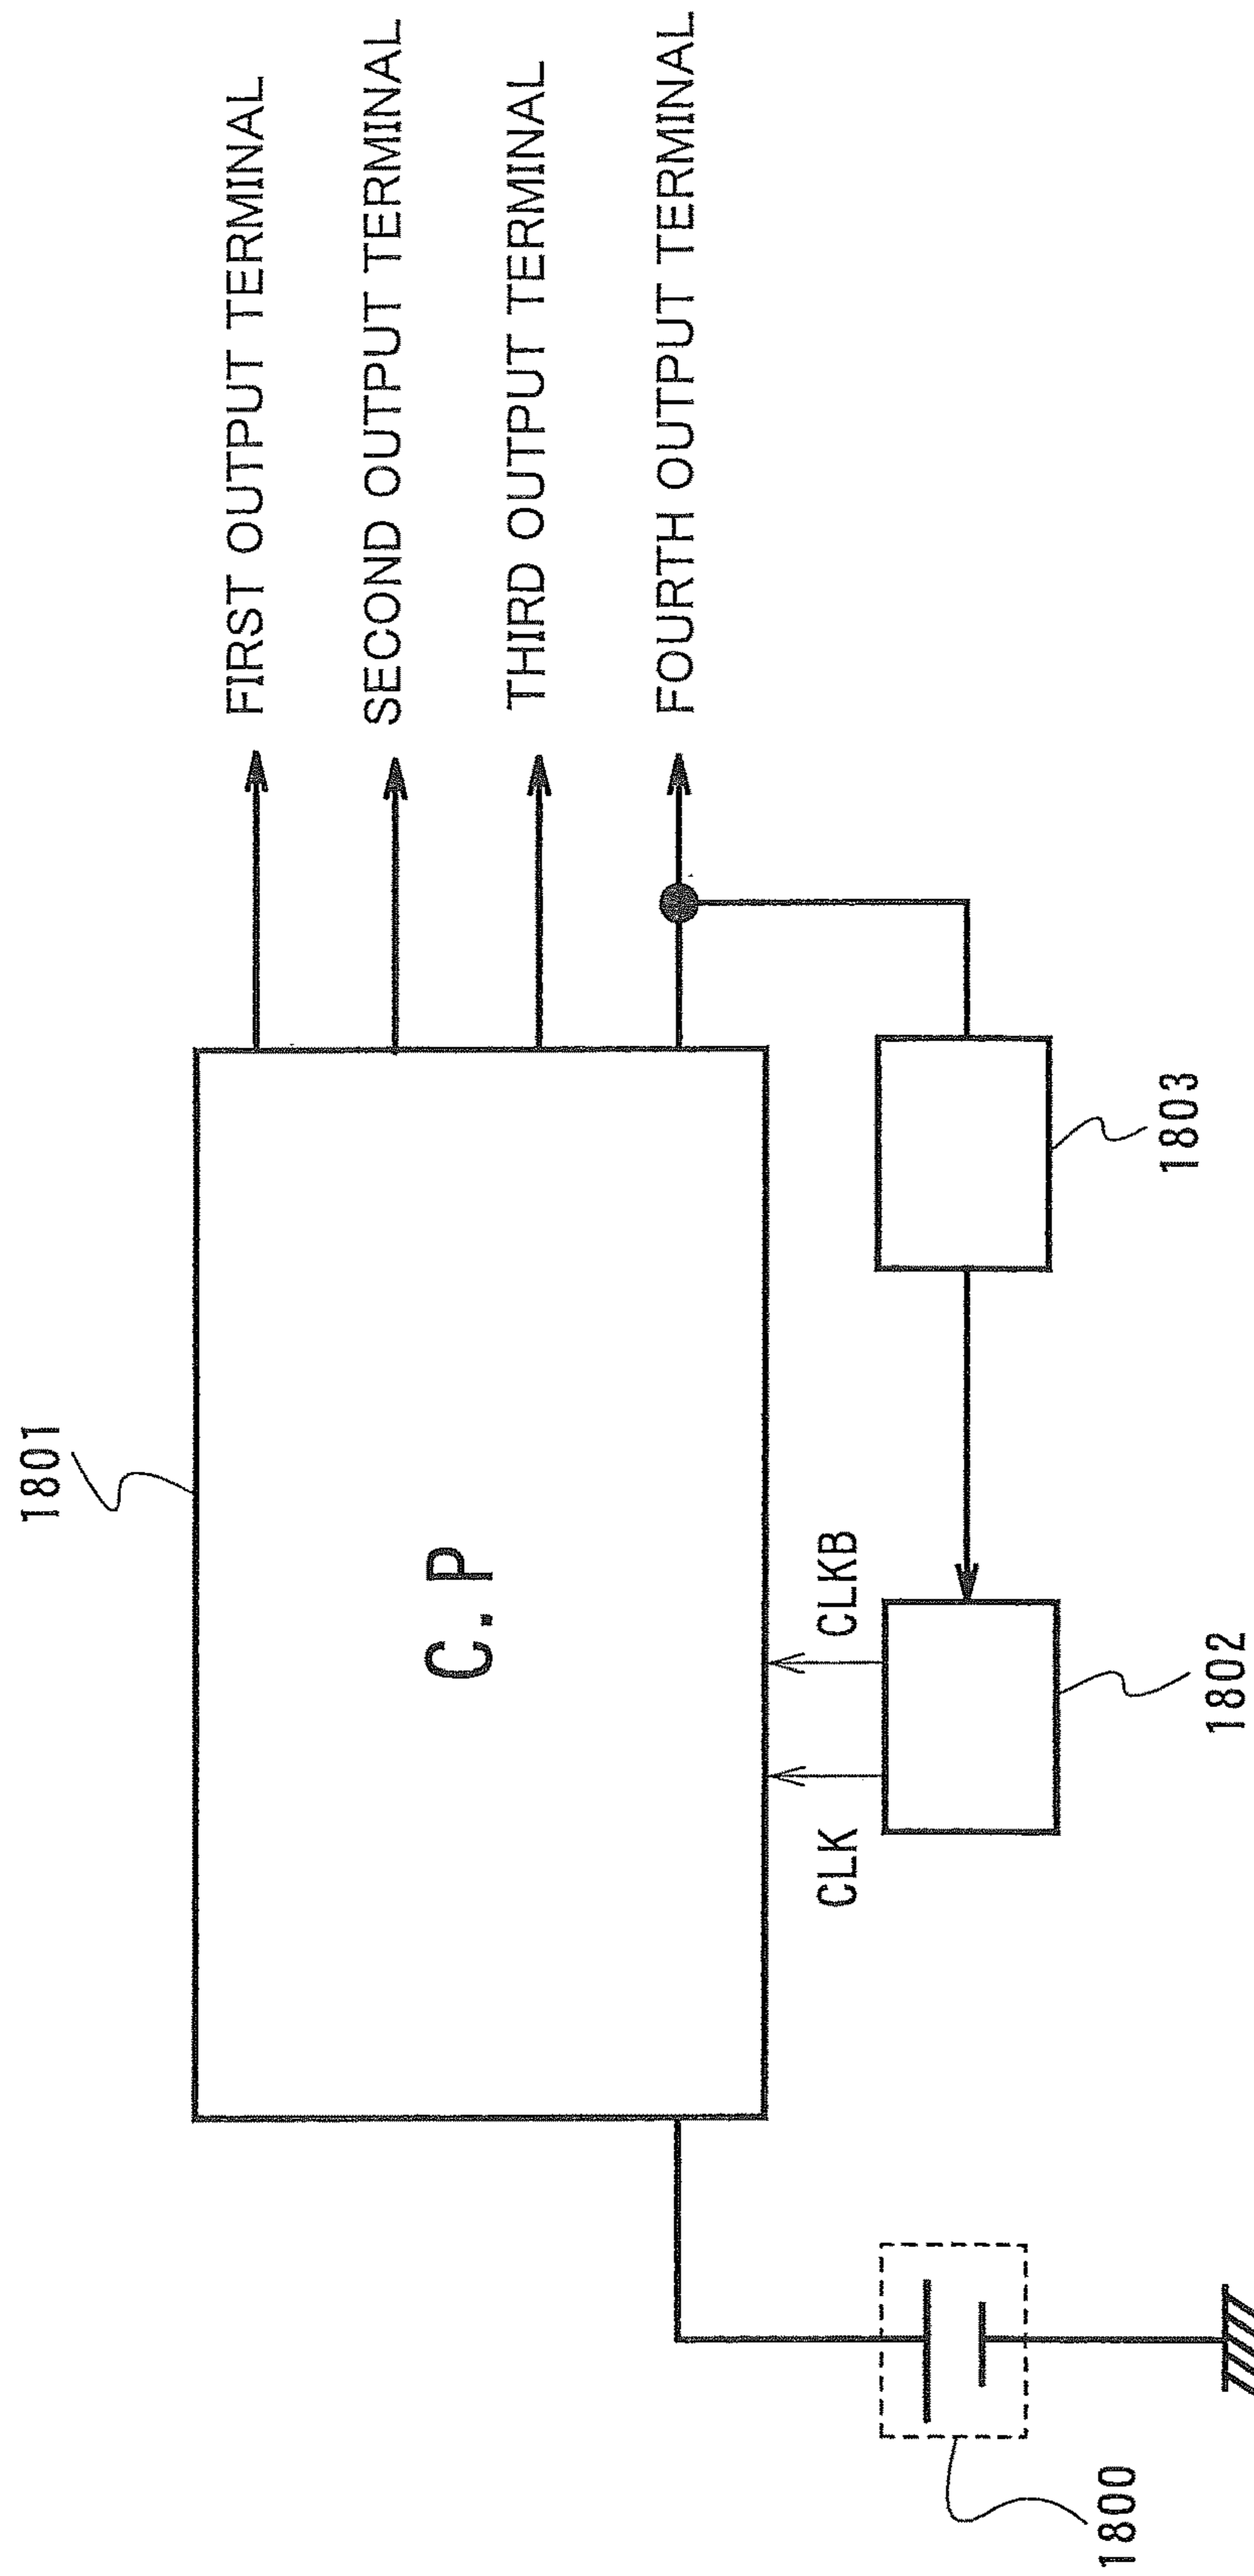 FIRST OUTPUT TERMINAL
SECOND OUTPUT TERMINAL
THIRD OUTPUT TERMINAL
FOURTH OUTPUT TERMINAL
1801
C.P
CLK
CLKB
1803
1802
1800